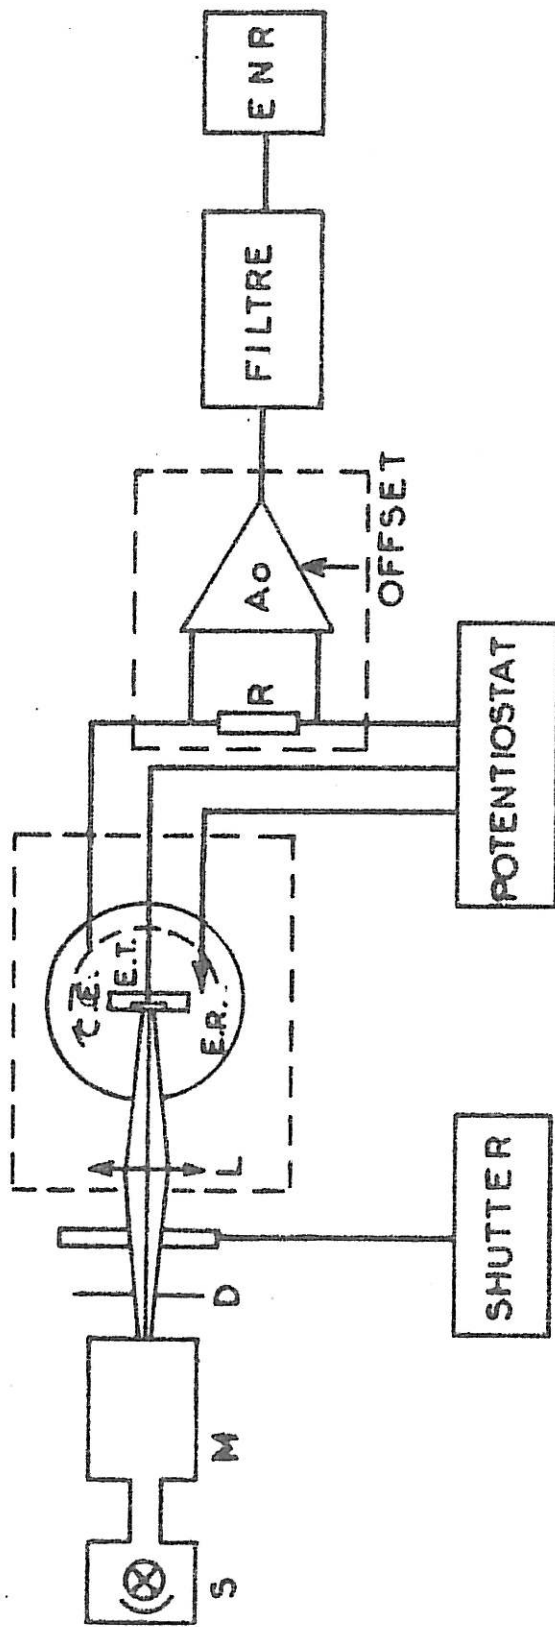 S
M
D
L
SHUTTER
C.E.
E.T.
E.R.
POTENTIOSTAT
R
Ao
OFFSET
FILTRE
ENR